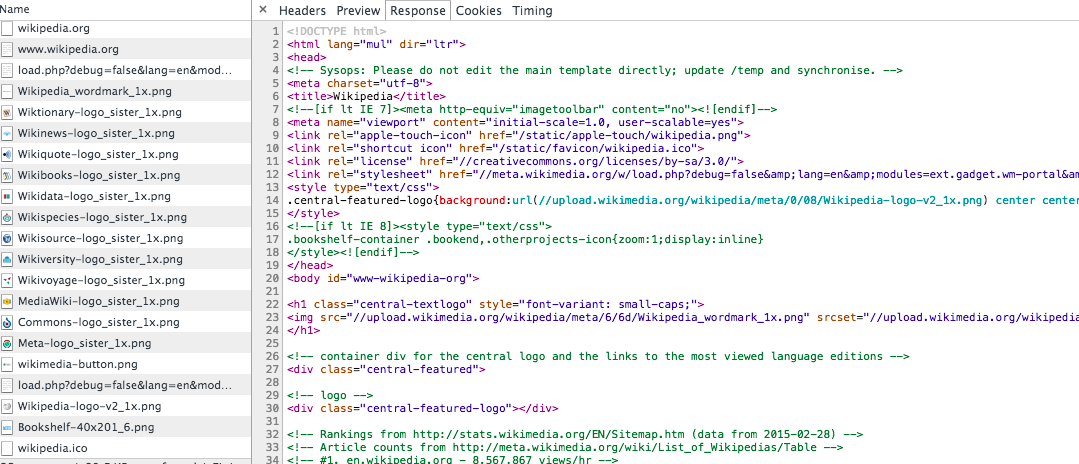 Name
wikipedia.org
www.wikipedia.org
load.php?debug=false&lang=en&mod...
Wikipedia_wordmark_1x.png
Wiktionary-logo_sister_1x.png
Wikinews-logo_sister_1x.png
Wikiquote-logo_sister_1x.png
Wikibooks-logo_sister_1x.png
Wikidata-logo_sister_1x.png
Wikispecies-logo_sister_1x.png
Wikisource-logo_sister_1x.png
Wikiversity-logo_sister_1x.png
Wikivoyage-logo_sister_1x.png
MediaWiki-logo_sister_1x.png
Commons-logo_sister_1x.png
Meta-logo_sister_1x.png
wikimedia-button.png
load.php?debug=false&lang=en&mod...
Wikipedia-logo-v2_1x.png
Bookshelf-40x201_6.png
wikipedia.ico
× Headers Preview Response Cookies Timing
1 <!DOCTYPE html>
2 <html lang="mul" dir="ltr">
3 <head>
4 <!-- Sysops: Please do not edit the main template directly; update /temp and synchronise. -->
5 <meta charset="utf-8">
6 <title>Wikipedia</title>
7 <!--[if lt IE 7]><meta http-equiv="imagetoolbar" content="no"><![endif]-->
8 <meta name="viewport" content="initial-scale=1.0, user-scalable=yes">
9 <link rel="apple-touch-icon" href="/static/apple-touch/wikipedia.png">
10 <link rel="shortcut icon" href="/static/favicon/wikipedia.ico">
11 <link rel="license" href="//creativecommons.org/licenses/by-sa/3.0/">
12 <link rel="stylesheet" href="//meta.wikimedia.org/w/load.php?debug=false&amp;lang=en&amp;modules=ext.gadget.wm-portal&am
13 <style type="text/css">
14 .central-featured-logo{background:url(//upload.wikimedia.org/wikipedia/meta/0/08/Wikipedia-logo-v2_1x.png) center center
15 </style>
16 <!--[if lt IE 8]><style type="text/css">
17 .bookshelf-container .bookend,.otherprojects-icon{zoom:1;display:inline}
18 </style><![endif]-->
19 </head>
20 <body id="www-wikipedia-org">
21
22 <h1 class="central-textlogo" style="font-variant: small-caps;">
23 <img src="//upload.wikimedia.org/wikipedia/meta/6/6d/Wikipedia_wordmark_1x.png" srcset="//upload.wikimedia.org/wikipedia
24 </h1>
25
26 <!-- container div for the central logo and the links to the most viewed language editions -->
27 <div class="central-featured">
28
29 <!-- logo -->
30 <div class="central-featured-logo"></div>
31
32 <!-- Rankings from http://stats.wikimedia.org/EN/Sitemap.htm (data from 2015-02-28) -->
33 <!-- Article counts from http://meta.wikimedia.org/wiki/List_of_Wikipedias/Table -->
34 <!-- #1. en.wikipedia.org - 8.567.867 views/hr -->